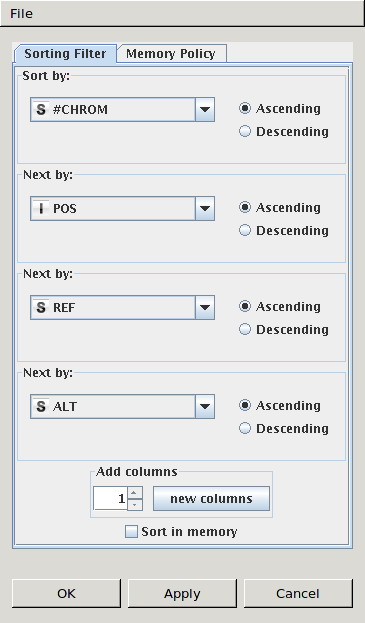 File
Sorting Filter Memory Policy
Sort by:
S #CHROM
Ascending
Descending
Next by:
I POS
Ascending
Descending
Next by:
S REF
Ascending
Descending
Next by:
S ALT
Ascending
Descending
Add columns
1 new columns
Sort in memory
OK Apply Cancel